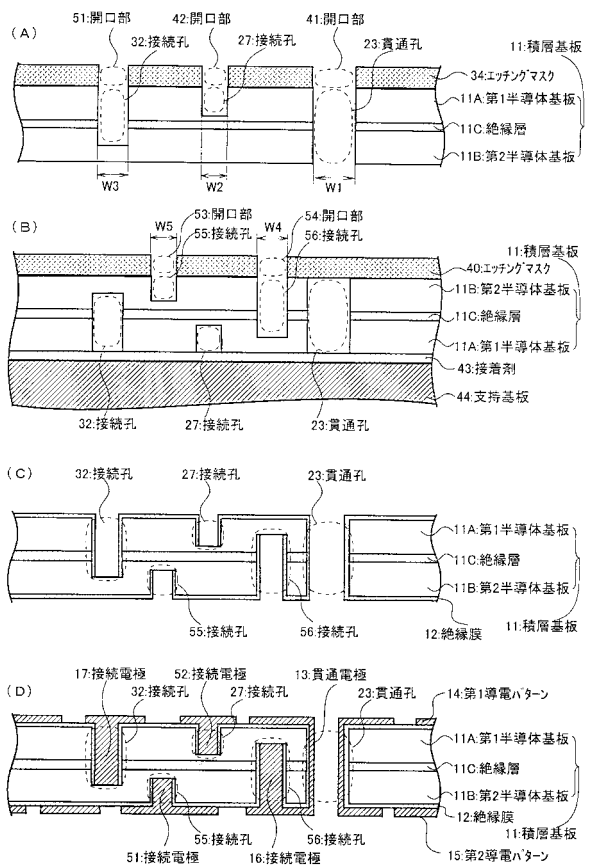 (A)
51:開口部
42:開口部
41:開口部
32:接続孔
27:接続孔
23:貫通孔
11:積層基板
34:エッチングマスク
11A:第1半導体基板
11C:絶縁層
11B:第2半導体基板
W3
W2
W1
(B)
W5
53:開口部
55:接続孔
W4
54:開口部
56:接続孔
11:積層基板
40:エッチングマスク
11B:第2半導体基板
11C:絶縁層
11A:第1半導体基板
43:接着剤
44:支持基板
32:接続孔
27:接続孔
23:貫通孔
(C)
32:接続孔
27:接続孔
23:貫通孔
11A:第1半導体基板
11C:絶縁層
11B:第2半導体基板
12:絶縁膜
11:積層基板
55:接続孔
56:接続孔
(D)
17:接続電極
32:接続孔
52:接続電極
27:接続孔
13:貫通電極
23:貫通孔
14:第1導電パターン
11A:第1半導体基板
11C:絶縁層
11B:第2半導体基板
12:絶縁膜
11:積層基板
15:第2導電パターン
55:接続孔
51:接続電極
56:接続孔
16:接続電極